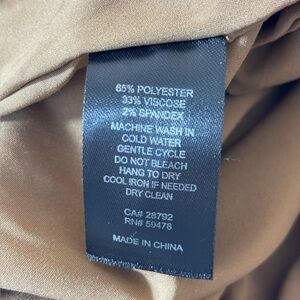 65% POLYESTER
33% VISCOSE
2% SPANDEX
MACHINE WASH IN
COLD WATER
GENTLE CYCLE
DO NOT BLEACH
HANG TO DRY
COOL IRON IF NEEDED
DRY CLEAN
CA# 28792
RN# 59478
MADE IN CHINA